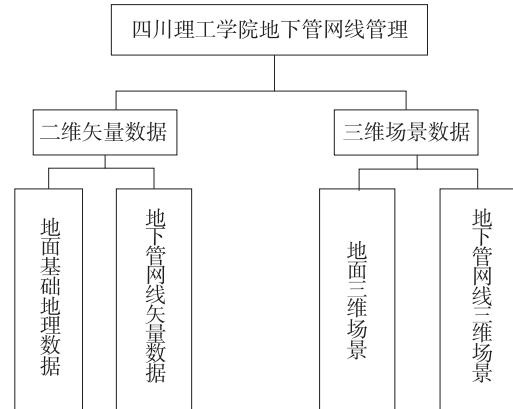 四川理工学院地下管网线管理
二维矢量数据
三维场景数据
地面基础地理数据
地下管网线矢量数据
地面三维场景
地下管网线三维场景